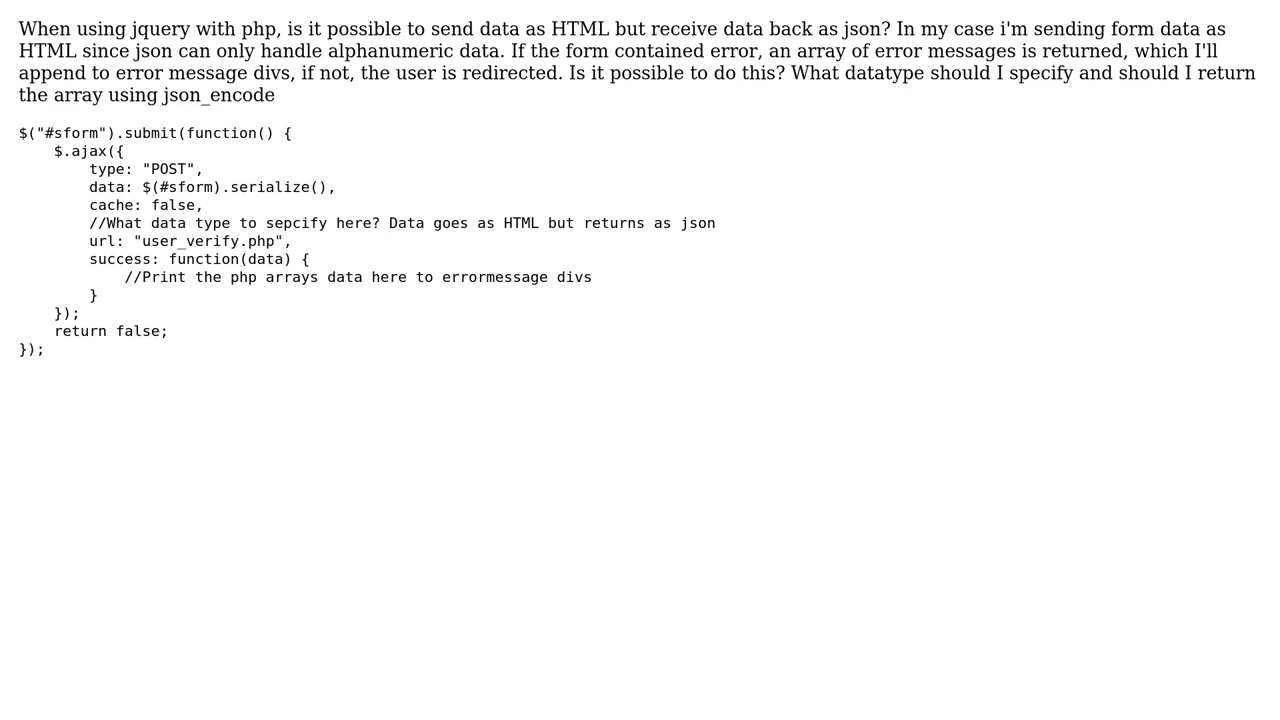 When using jquery with php, is it possible to send data as HTML but receive data back as json? In my case i'm sending form data as
HTML since json can only handle alphanumeric data. If the form contained error, an array of error messages is returned, which I'll
append to error message divs, if not, the user is redirected. Is it possible to do this? What datatype should I specify and should I return
the array using json_encode
$("#sform").submit(function() {
    $.ajax({
        type: "POST",
        data: $(#sform).serialize(),
        cache: false,
        //What data type to sepcify here? Data goes as HTML but returns as json
        url: "user_verify.php",
        success: function(data) {
            //Print the php arrays data here to errormessage divs
        }
    });
    return false;
});